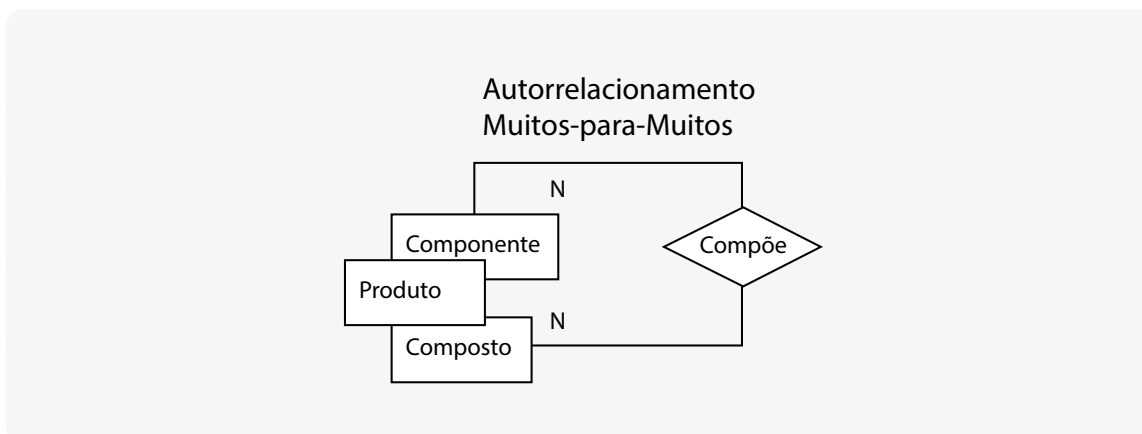 Autorrelacionamento
Muitos-para-Muitos
N
Componente
Compõe
Produto
N
Composto